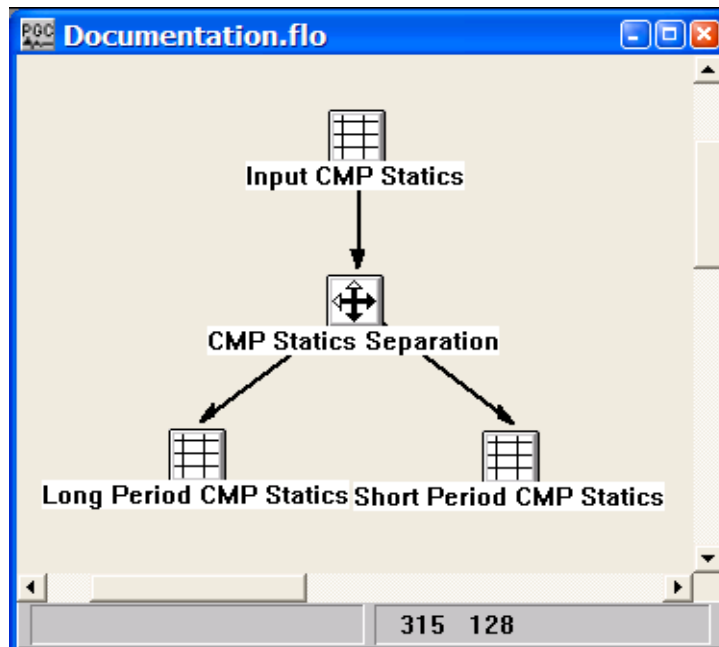 PGC Documentation.flo
Input CMP Statics
CMP Statics Separation
Long Period CMP Statics Short Period CMP Statics
315 128